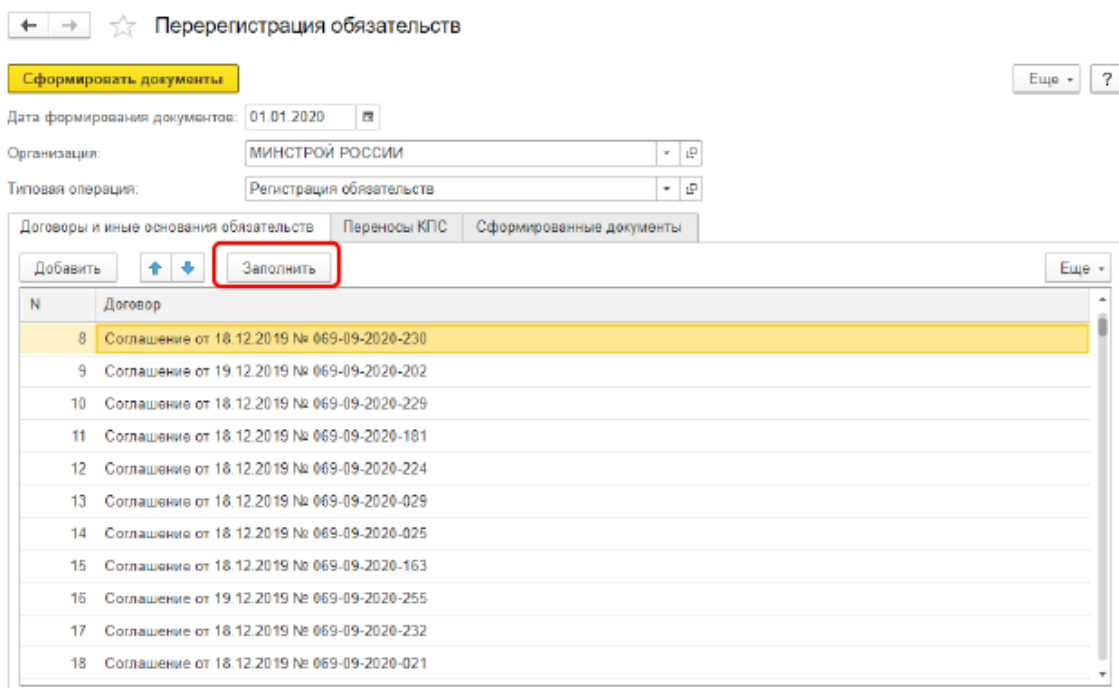 Перерегистрация обязательств
Сформировать документы
Еще
?
Дата формирования документов: 01.01.2020
Организация: МИНСТРОЙ РОССИИ
Типовая операция: Регистрация обязательств
Договоры и иные основания обязательств Переносы КПС Сформированные документы
Добавить Заполнить Еще
N Договор
8 Соглашение от 18.12.2019 № 069-09-2020-230
9 Соглашение от 19.12.2019 № 069-09-2020-202
10 Соглашение от 18.12.2019 № 069-09-2020-229
11 Соглашение от 18.12.2019 № 069-09-2020-181
12 Соглашение от 18.12.2019 № 069-09-2020-224
13 Соглашение от 18.12.2019 № 069-09-2020-029
14 Соглашение от 18.12.2019 № 069-09-2020-025
15 Соглашение от 18.12.2019 № 069-09-2020-163
16 Соглашение от 19.12.2019 № 069-09-2020-255
17 Соглашение от 18.12.2019 № 069-09-2020-232
18 Соглашение от 18.12.2019 № 069-09-2020-021